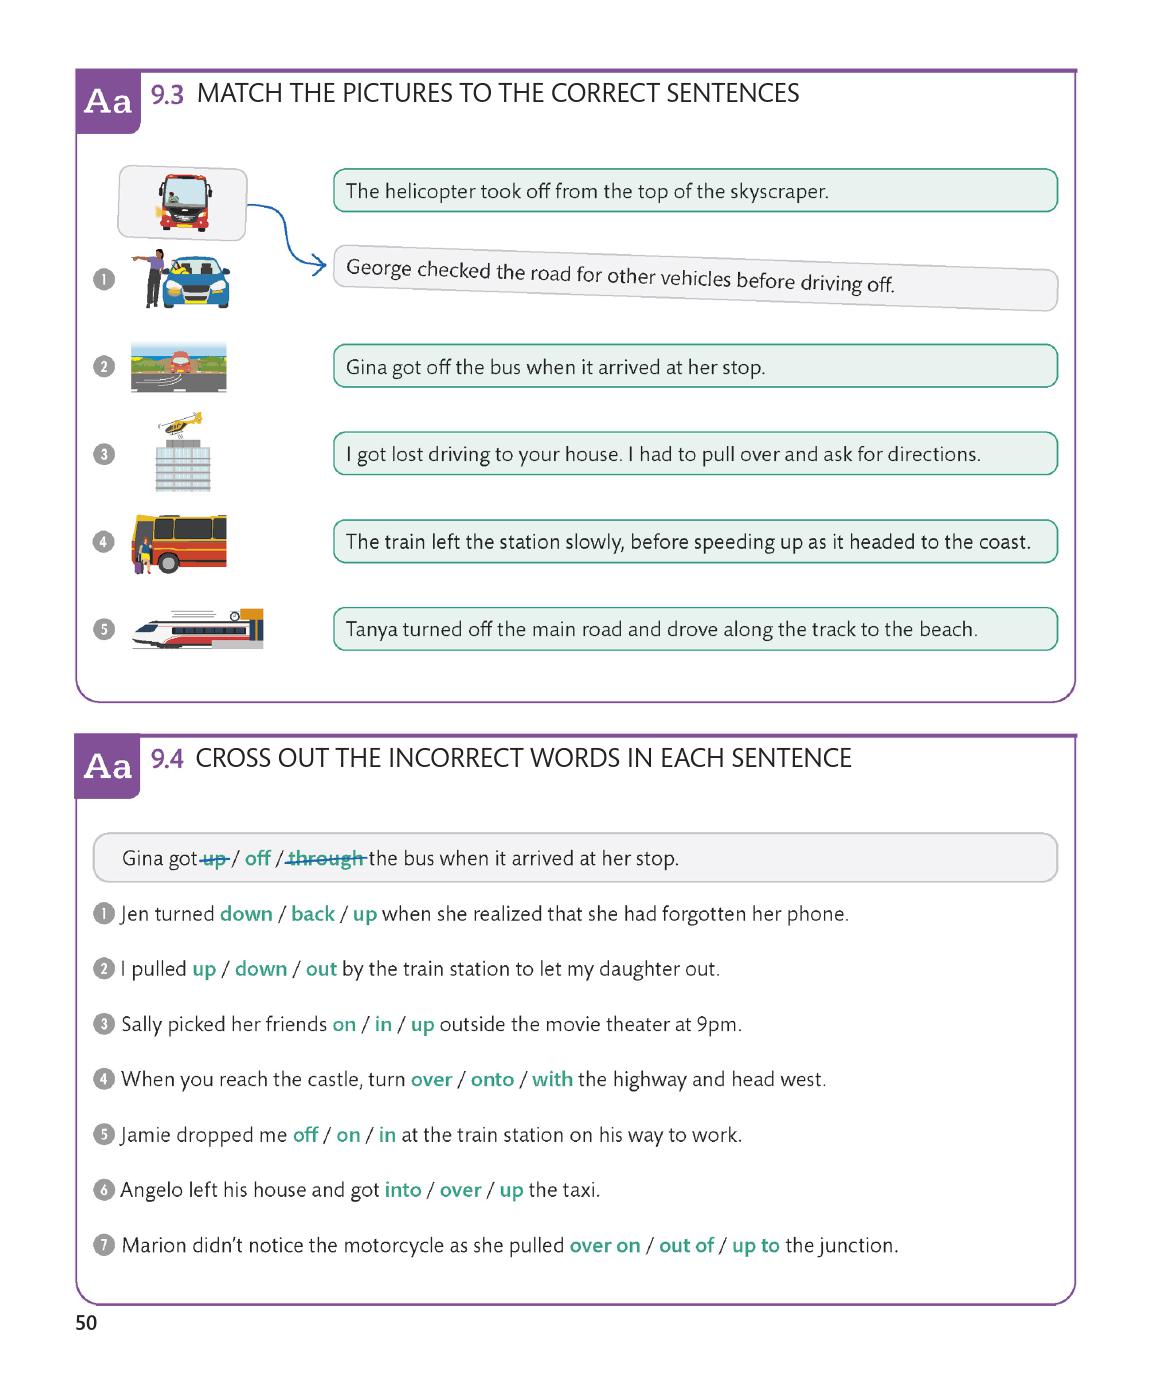 Aa 9.3 MATCH THE PICTURES TO THE CORRECT SENTENCES
The helicopter took off from the top of the skyscraper.
George checked the road for other vehicles before driving off.
1
2
Gina got off the bus when it arrived at her stop.
3
I got lost driving to your house. I had to pull over and ask for directions.
4
The train left the station slowly, before speeding up as it headed to the coast.
5
Tanya turned off the main road and drove along the track to the beach.
Aa 9.4 CROSS OUT THE INCORRECT WORDS IN EACH SENTENCE
Gina got up / off / through the bus when it arrived at her stop.
1 Jen turned down / back / up when she realized that she had forgotten her phone.
2 I pulled up / down / out by the train station to let my daughter out.
3 Sally picked her friends on / in / up outside the movie theater at 9pm.
4 When you reach the castle, turn over / onto / with the highway and head west.
5 Jamie dropped me off / on / in at the train station on his way to work.
6 Angelo left his house and got into / over / up the taxi.
7 Marion didn't notice the motorcycle as she pulled over on / out of / up to the junction.
50